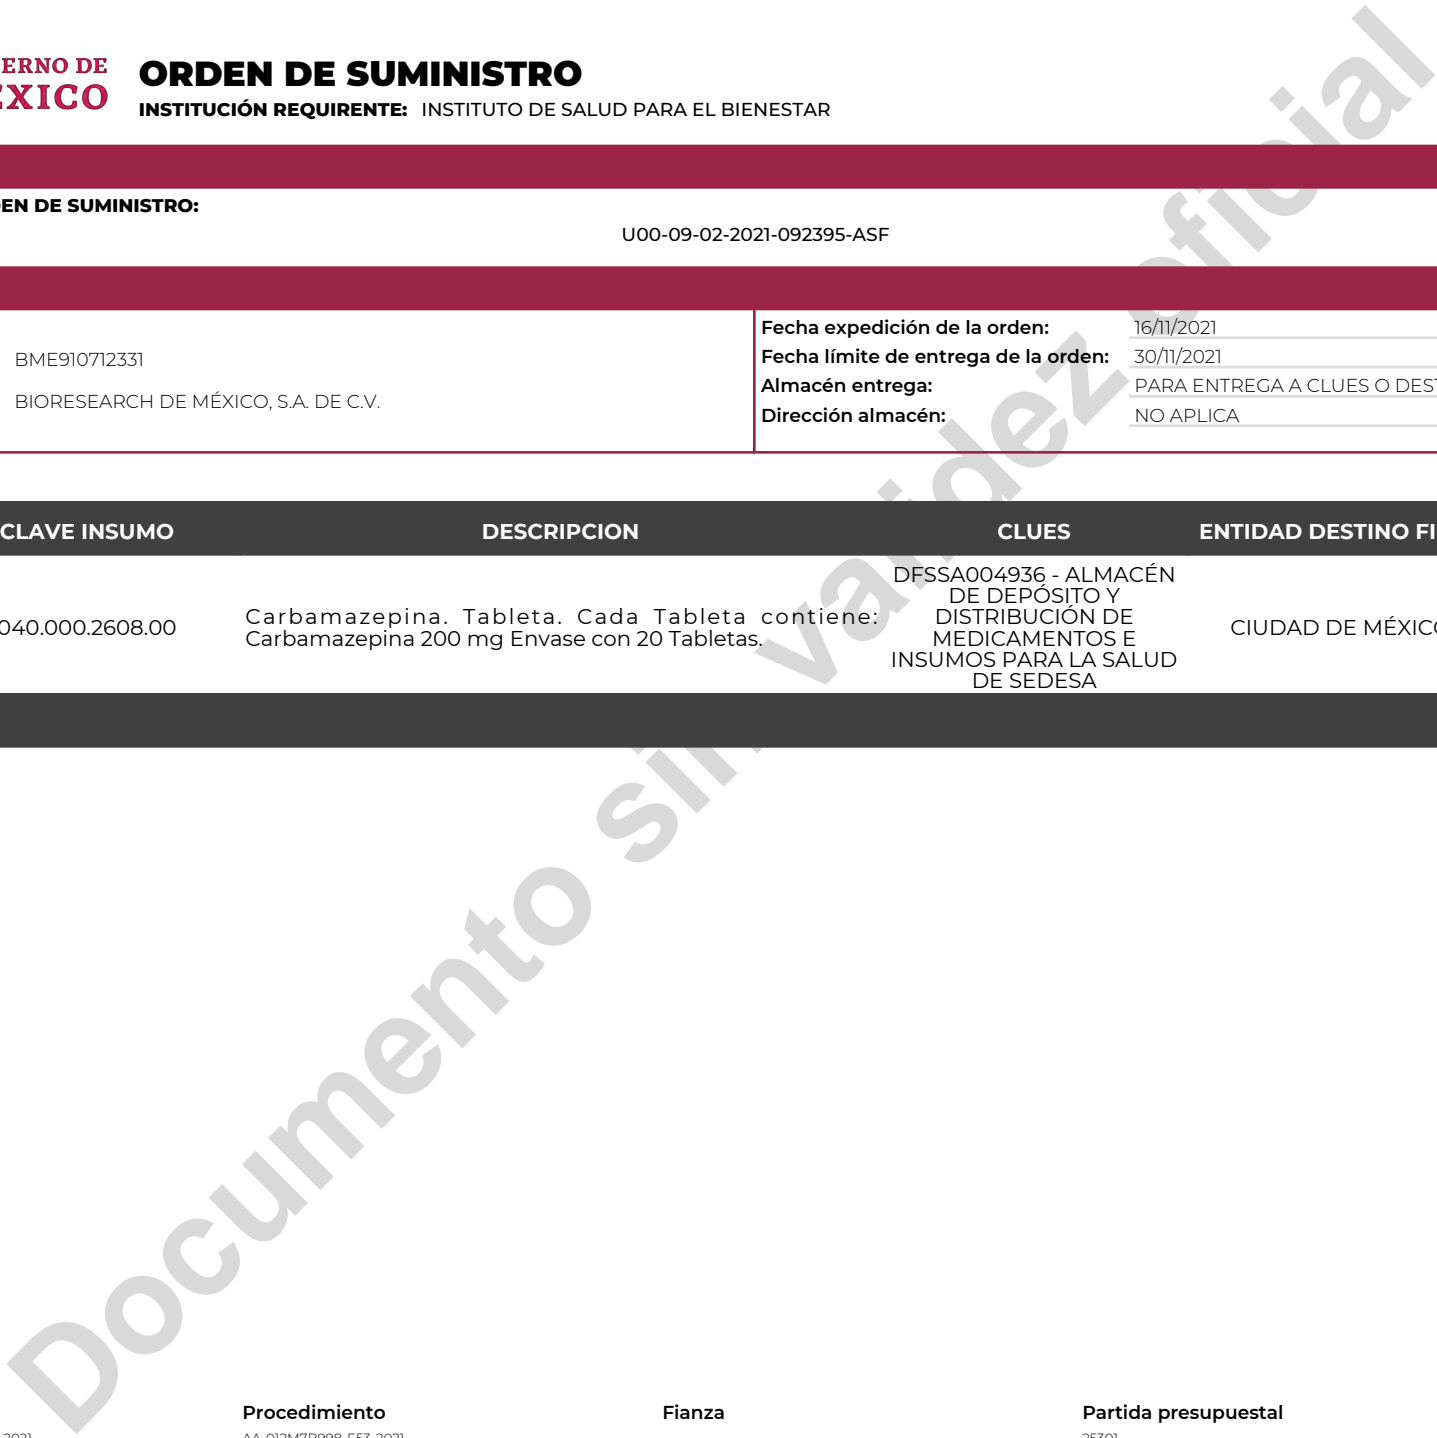 ERNO DE
EXICO
ORDEN DE SUMINISTRO
INSTITUCIÓN REQUIRENTE: INSTITUTO DE SALUD PARA EL BIENESTAR
EN DE SUMINISTRO:
U00-09-02-2021-092395-ASF
BME910712331
BIORESEARCH DE MÉXICO, S.A. DE C.V.
Fecha expedición de la orden: 16/11/2021
Fecha límite de entrega de la orden: 30/11/2021
Almacén entrega: PARA ENTREGA A CLUES O DEST
Dirección almacén: NO APLICA
CLAVE INSUMO DESCRIPCION CLUES ENTIDAD DESTINO FI
040.000.2608.00
Carbamazepina. Tableta. Cada Tableta contiene:
Carbamazepina 200 mg Envase con 20 Tabletas.
DFSSA004936 - ALMACÉN
DE DEPÓSITO Y
DISTRIBUCIÓN DE
MEDICAMENTOS E
INSUMOS PARA LA SALUD
DE SEDESA
CIUDAD DE MÉXICO
Documento sin validez oficial
Procedimiento Fianza Partida presupuestal